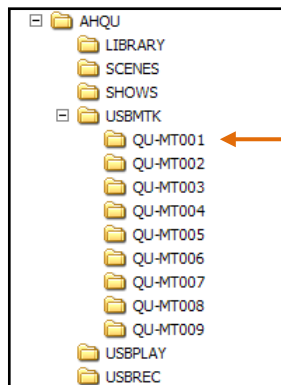 AHQU
LIBRARY
SCENES
SHOWS
USBMTK
QU-MT001
QU-MT002
QU-MT003
QU-MT004
QU-MT005
QU-MT006
QU-MT007
QU-MT008
QU-MT009
USBPLAY
USBREC